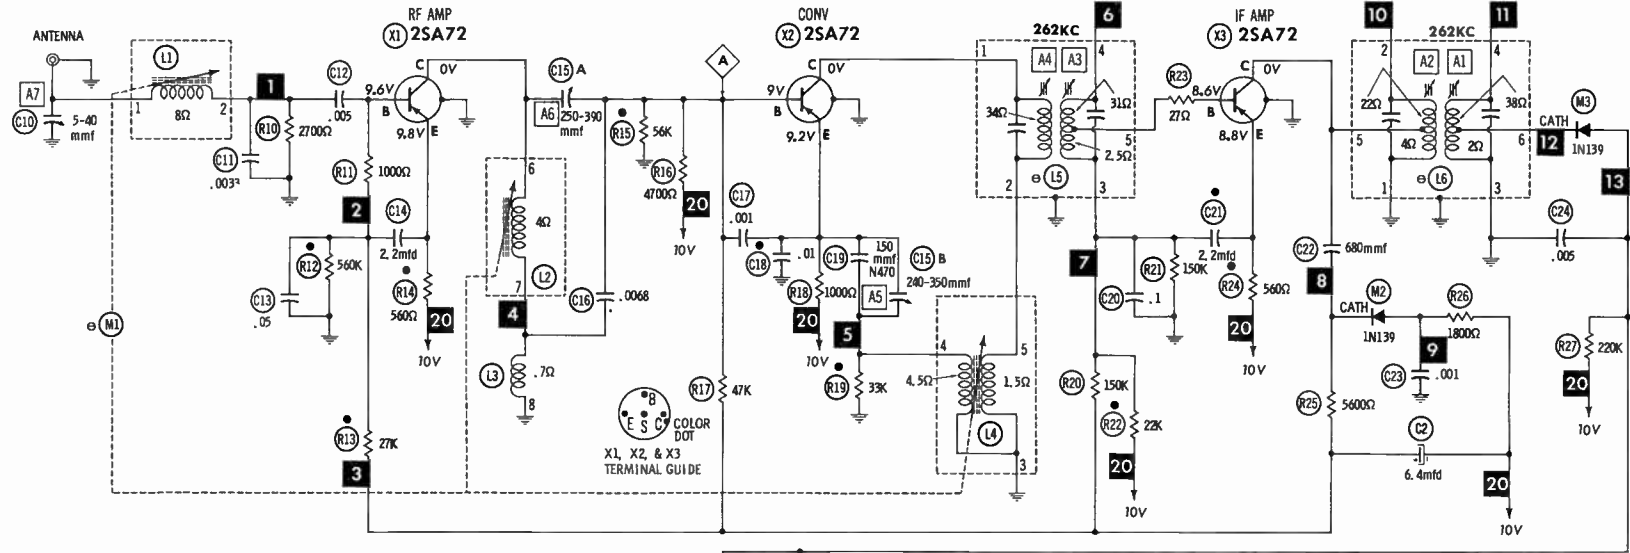 ANTENNA
A7
C10
5-40
mmf
L1
1
8Ω
2
1
C12
.005
R10
2700Ω
C11
R11
1000Ω
2
RF AMP
X1 2SA72
C
0V
9.6V
B
9.8V
E
C14
2.2mfd
R12
560K
C13
.05
R14
560Ω
20
10V
M1
R13
27K
3
C15 A
A6
250-390
mmf
6
4Ω
7
L2
4
L3
.7Ω
8
C16
.0068
R15
56K
R16
4700Ω
20
10V
A
C17
.001
C18
.01
R17
47K
B
E S C
COLOR
DOT
X1, X2, & X3
TERMINAL GUIDE
CONV
X2 2SA72
C
0V
9V
B
9.2V
E
C19
150
mmf
N470
C15 B
240-350mmf
A5
R18
1000Ω
20
10V
5
R19
33K
4
5
4.5Ω
1.5Ω
L4
3
262KC
6
1
A4
A3
4
34Ω
31Ω
5
2.5Ω
2
L5
3
7
C20
.1
R21
150K
C21
2.2mfd
R24
560Ω
20
10V
R20
150K
R22
22K
20
10V
IF AMP
X3 2SA72
R23
27Ω
C
0V
8.6V
B
8.8V
E
10
11
262KC
2
A2
A1
4
22Ω
38Ω
5
4Ω
2Ω
6
1
L6
3
CATH
12
M3
1N139
13
C24
.005
C22
680mmf
8
CATH
M2
1N139
R26
1800Ω
9
C23
.001
R25
5600Ω
C2
6.4mfd
20
10V
R27
220K
20
10V